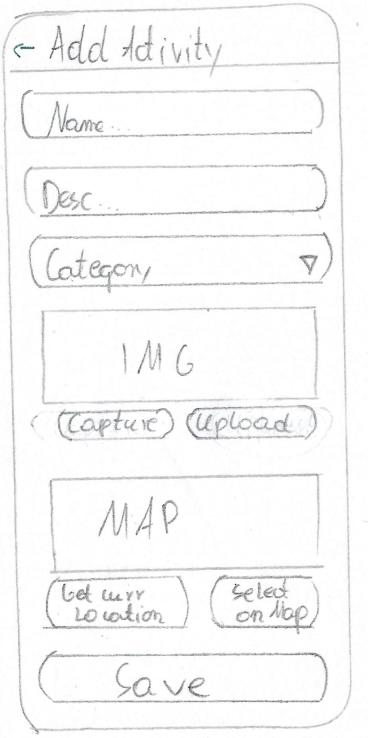 ← Add Activity
Name...
Desc...
Category
IMG
Capture Upload
MAP
Get curr
Location
Select
on Map
Save